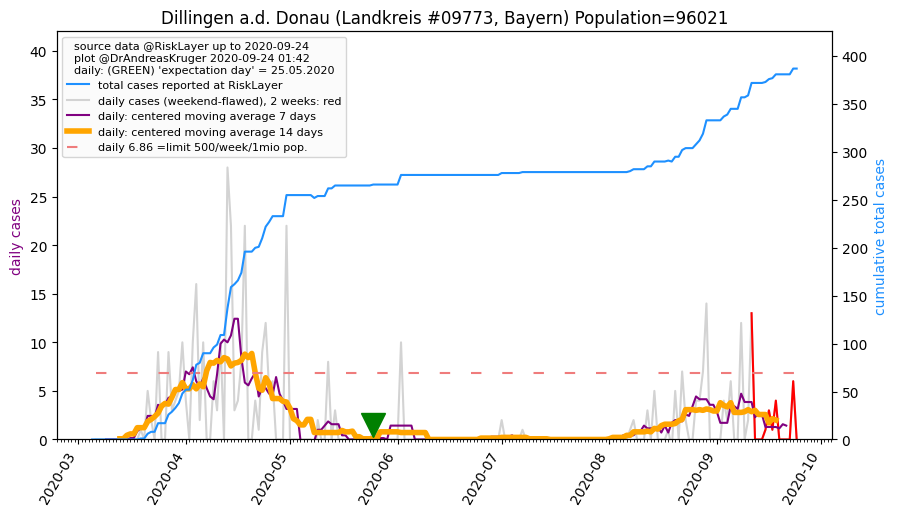 Dillingen a.d. Donau (Landkreis #09773, Bayern) Population=96021
source data @RiskLayer up to 2020-09-24
plot @DrAndreasKruger 2020-09-24 01:42
daily: (GREEN) 'expectation day' = 25.05.2020
total cases reported at RiskLayer
daily cases (weekend-flawed), 2 weeks: red
daily: centered moving average 7 days
daily: centered moving average 14 days
daily 6.86 =limit 500/week/1mio pop.
daily cases
40
35
30
25
20
15
10
5
0
cumulative total cases
400
350
300
250
200
150
100
50
0
2020-03
2020-04
2020-05
2020-06
2020-07
2020-08
2020-09
2020-10